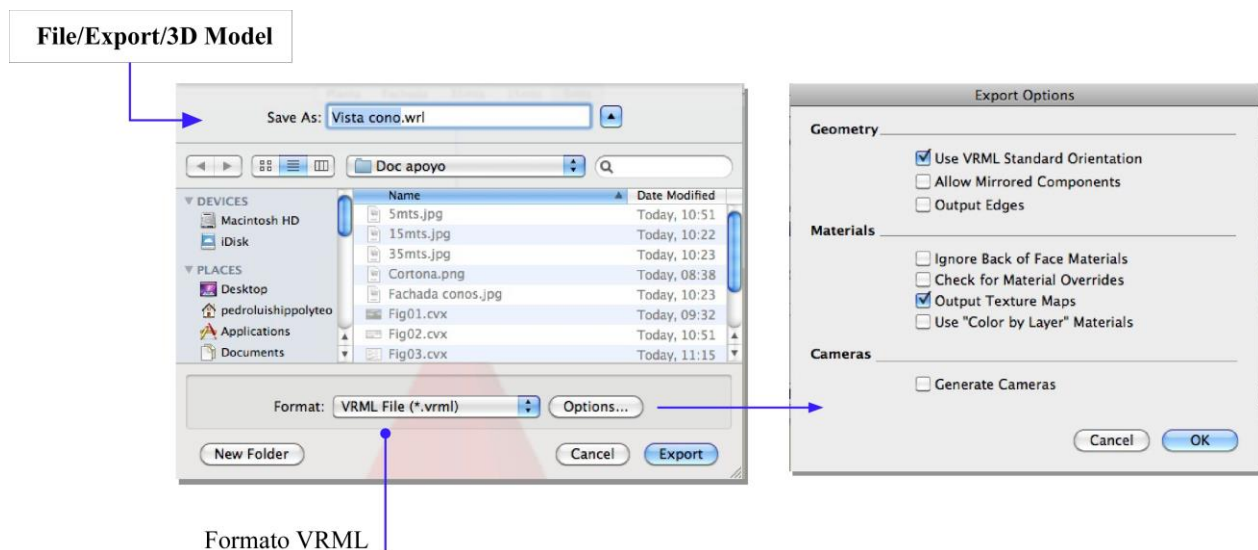 File/Export/3D Model
Save As: Vista cono.wrl
Doc apoyo
DEVICES
Macintosh HD
iDisk
PLACES
Desktop
pedroluishippolyteo
Applications
Documents
Name Date Modified
5mts.jpg Today, 10:51
15mts.jpg Today, 10:22
35mts.jpg Today, 10:23
Cortona.png Today, 08:38
Fachada conos.jpg Today, 10:23
Fig01.cvx Today, 09:32
Fig02.cvx Today, 10:51
Fig03.cvx Today, 11:15
Format: VRML File (*.vrml) Options...
New Folder Cancel Export
Formato VRML
Export Options
Geometry
Use VRML Standard Orientation
Allow Mirrored Components
Output Edges
Materials
Ignore Back of Face Materials
Check for Material Overrides
Output Texture Maps
Use "Color by Layer" Materials
Cameras
Generate Cameras
Cancel OK